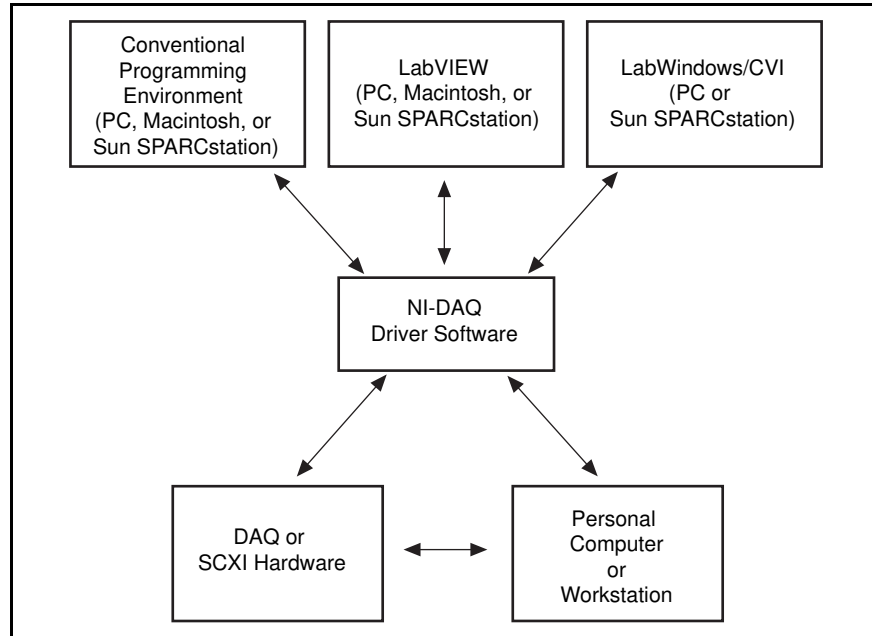 Conventional
Programming
Environment
(PC, Macintosh, or
Sun SPARCstation)
LabVIEW
(PC, Macintosh, or
Sun SPARCstation)
LabWindows/CVI
(PC or
Sun SPARCstation)
NI-DAQ
Driver Software
DAQ or
SCXI Hardware
Personal
Computer
or
Workstation